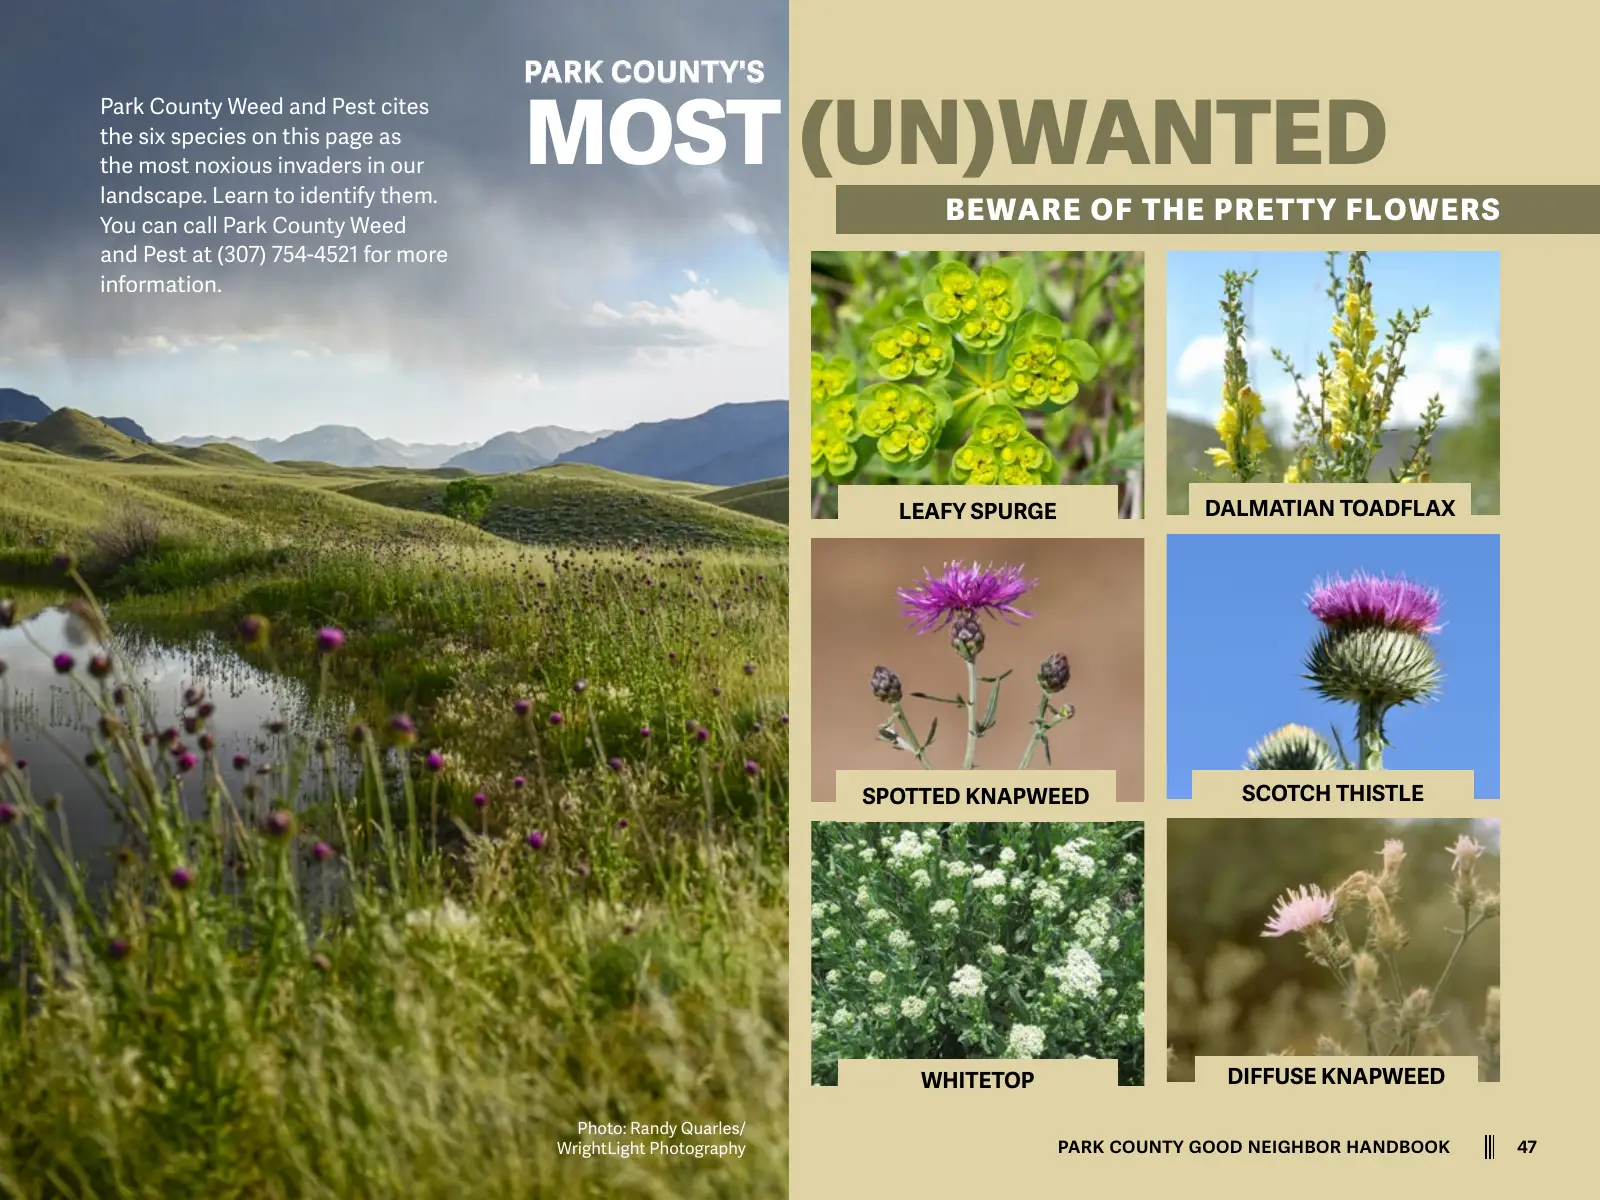 Park County Weed and Pest cites
the six species on this page as
the most noxious invaders in our
landscape. Learn to identify them.
You can call Park County Weed
and Pest at (307) 754-4521 for more
information.
PARK COUNTY'S
MOST (UN)WANTED
BEWARE OF THE PRETTY FLOWERS
LEAFY SPURGE
DALMATIAN TOADFLAX
SPOTTED KNAPWEED
SCOTCH THISTLE
WHITETOP
DIFFUSE KNAPWEED
Photo: Randy Quarles/
WrightLight Photography
PARK COUNTY GOOD NEIGHBOR HANDBOOK
47